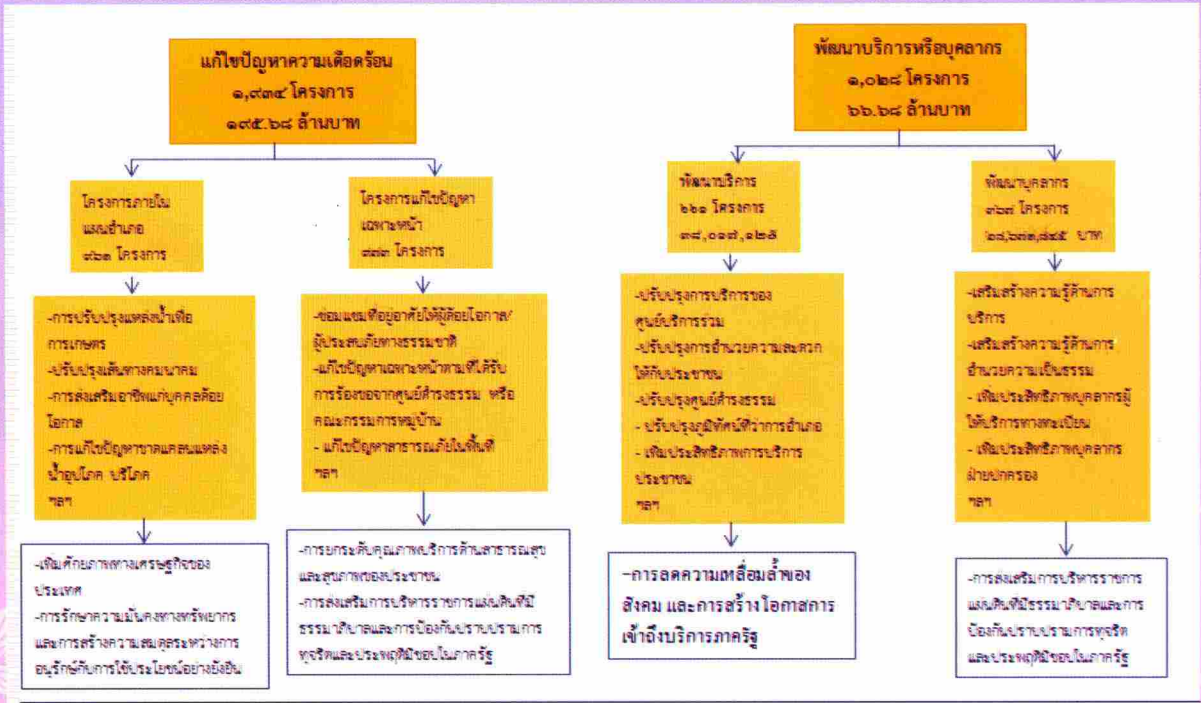 แก้ไขปัญหาความเดือดร้อน
๑,๙๓๔ โครงการ
๑๙๕.๖๘ ล้านบาท
พัฒนาบริการหรือบุคลากร
๑,๐๒๘ โครงการ
๖๖.๖๘ ล้านบาท
โครงการภายใน
แผนอำเภอ
๙๖๑ โครงการ
โครงการแก้ไขปัญหา
เฉพาะหน้า
๙๗๓ โครงการ
พัฒนาบริการ
๖๖๑ โครงการ
๓๘,๐๑๗,๑๒๕
พัฒนาบุคลากร
๓๖๗ โครงการ
๒๘,๖๗๑,๘๔๕ บาท
-การปรับปรุงแหล่งน้ำเพื่อ
การเกษตร
-ปรับปรุงเส้นทางคมนาคม
-การส่งเสริมอาชีพแก่บุคคลด้อย
โอกาส
-การแก้ไขปัญหาขาดแคลนแหล่ง
น้ำอุปโภค บริโภค
ฯลฯ
-ซ่อมแซมที่อยู่อาศัยให้ผู้ด้อยโอกาส/
ผู้ประสบภัยทางธรรมชาติ
-แก้ไขปัญหาเฉพาะหน้าตามที่ได้รับ
การร้องขอจากศูนย์ดำรงธรรม หรือ
คณะกรรมการหมู่บ้าน
- แก้ไขปัญหาสาธารณภัยในพื้นที่
ฯลฯ
-ปรับปรุงการบริการของ
ศูนย์บริการร่วม
-ปรับปรุงการอำนวยความสะดวก
ให้กับประชาชน
-ปรับปรุงศูนย์ดำรงธรรม
- ปรับปรุงภูมิทัศน์ที่ว่าการอำเภอ
- เพิ่มประสิทธิภาพการบริการ
ประชาชน
ฯลฯ
-เสริมสร้างความรู้ด้านการ
บริการ
-เสริมสร้างความรู้ด้านการ
อำนวยความเป็นธรรม
- เพิ่มประสิทธิภาพบุคลากรผู้
ให้บริการทางทะเบียน
- เพิ่มประสิทธิภาพบุคลากร
ฝ่ายปกครอง
ฯลฯ
-เพิ่มศักยภาพทางเศรษฐกิจของ
ประเทศ
-การรักษาความมั่นคงทางทรัพยากร
และการสร้างความสมดุลระหว่างการ
อนุรักษ์กับการใช้ประโยชน์อย่างยั่งยืน
-การยกระดับคุณภาพบริการด้านสาธารณสุข
และสุขภาพของประชาชน
-การส่งเสริมการบริหารราชการแผ่นดินที่มี
ธรรมาภิบาลและการป้องกันปราบปรามการ
ทุจริตและประพฤติมิชอบในภาครัฐ
-การลดความเหลื่อมล้ำของ
สังคม และการสร้างโอกาสการ
เข้าถึงบริการภาครัฐ
-การส่งเสริมการบริหารราชการ
แผ่นดินที่มีธรรมาภิบาลและการ
ป้องกันปราบปรามการทุจริต
และประพฤติมิชอบในภาครัฐ